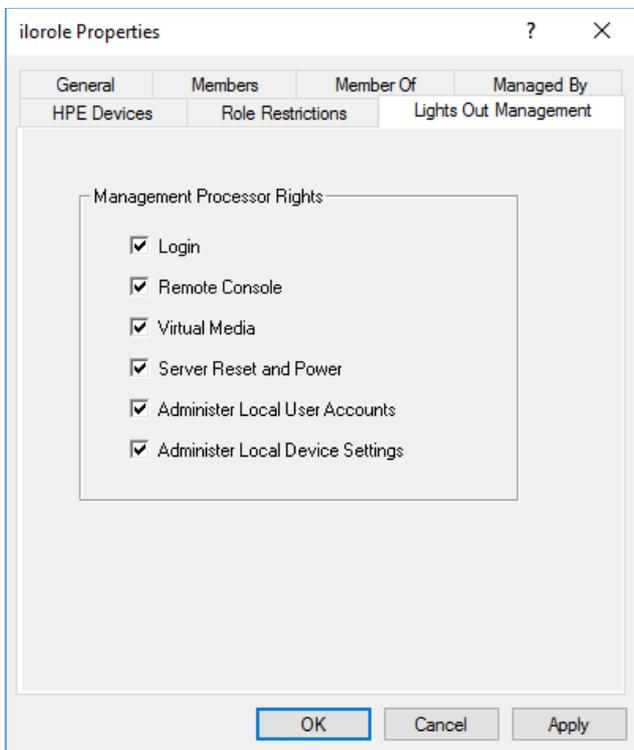 ilorole Properties ?
General Members Member Of Managed By
HPE Devices Role Restrictions Lights Out Management
Management Processor Rights
Login
Remote Console
Virtual Media
Server Reset and Power
Administer Local User Accounts
Administer Local Device Settings
OK Cancel Apply